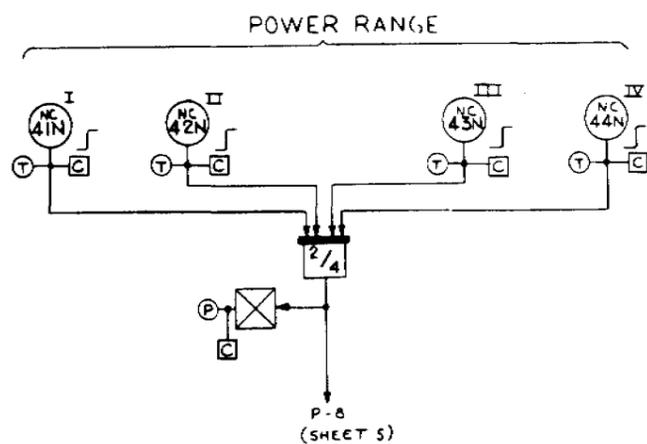 POWER RANGE
I
NC
41N
T
C
II
NC
42N
T
C
III
NC
43N
T
C
IV
NC
44N
T
C
2/4
P
C
P-8
(SHEET 5)